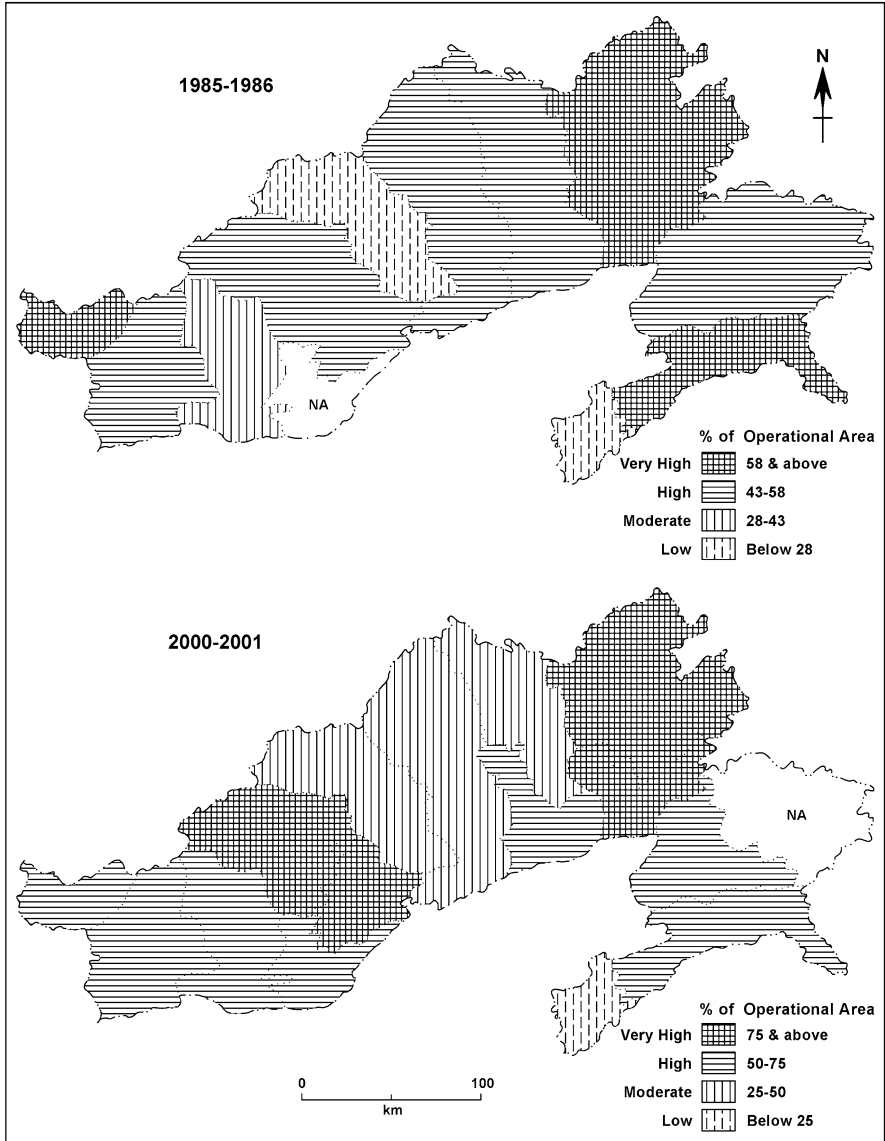 N
1985-1986
NA
% of Operational Area
Very High 58 & above
High 43-58
Moderate 28-43
Low Below 28
2000-2001
NA
% of Operational Area
Very High 75 & above
High 50-75
Moderate 25-50
Low Below 25
0 100
km